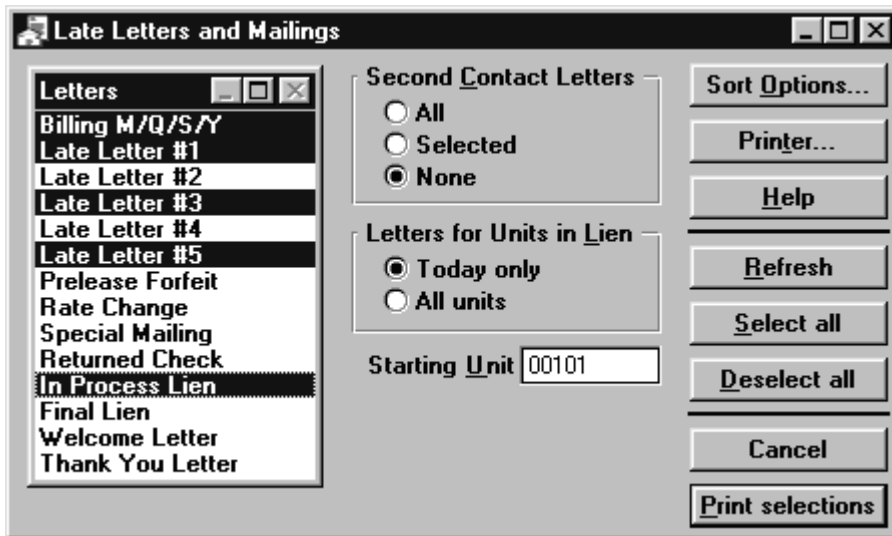 Late Letters and Mailings
Letters
Billing M/Q/S/Y
Late Letter #1
Late Letter #2
Late Letter #3
Late Letter #4
Late Letter #5
Prelease Forfeit
Rate Change
Special Mailing
Returned Check
In Process Lien
Final Lien
Welcome Letter
Thank You Letter
Second Contact Letters
All
Selected
None
Letters for Units in Lien
Today only
All units
Starting Unit 00101
Sort Options...
Printer...
Help
Refresh
Select all
Deselect all
Cancel
Print selections